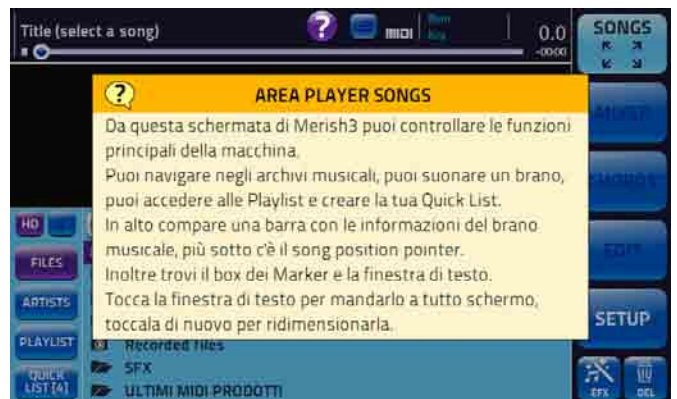 Title (select a song)
?
midi
0.0
-00:00
SONGS
? AREA PLAYER SONGS
Da questa schermata di Merish3 puoi controllare le funzioni
principali della macchina.
Puoi navigare negli archivi musicali, puoi suonare un brano,
puoi accedere alle Playlist e creare la tua Quick List.
In alto compare una barra con le informazioni del brano
musicale, più sotto c'è il song position pointer.
Inoltre trovi il box dei Marker e la finestra di testo.
Tocca la finestra di testo per mandarlo a tutto schermo,
toccala di nuovo per ridimensionarla.
MIXER
EDIT
SETUP
HD
FILES
ARTISTS
PLAYLIST
QUICK
LIST [4]
Recorded files
SFX
ULTIMI MIDI PRODOTTI
EFX
DEL